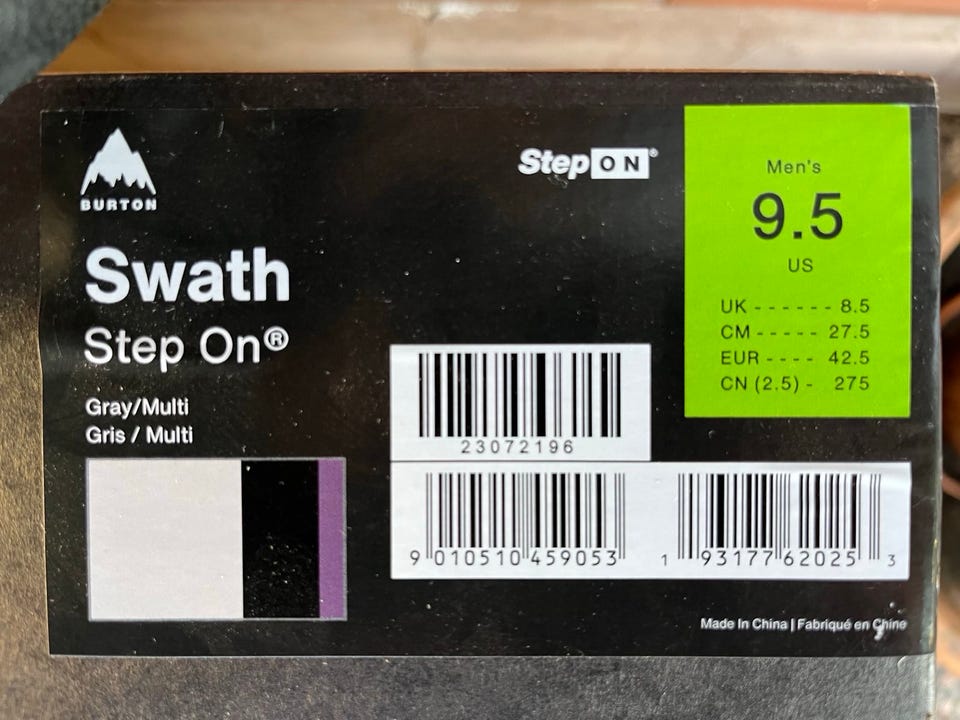 BURTON
Step ON®
Swath
Step On®
Gray/Multi
Gris / Multi
Men's
9.5
US
UK - - - - - - 8.5
CM - - - - - 27.5
EUR - - - - 42.5
CN (2.5) - 275
23072196
9 010510 459053
1 93177 62025 3
Made In China | Fabriqué en Chine